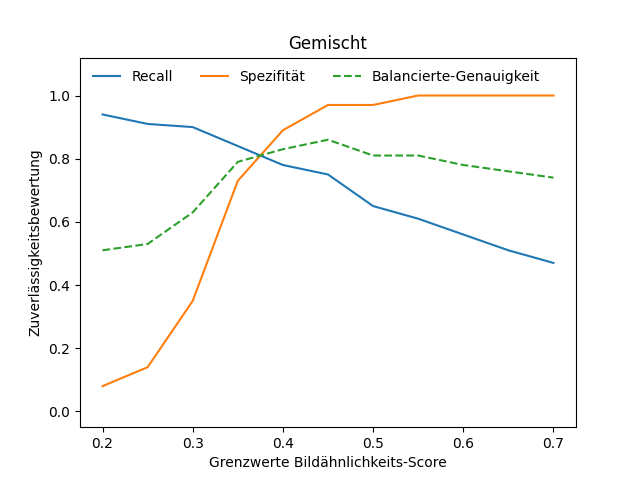 Gemischt
Recall Spezifität Balancierte-Genauigkeit
1.0
0.8
0.6
0.4
0.2
0.0
Zuverlässigkeitsbewertung
0.2 0.3 0.4 0.5 0.6 0.7
Grenzwerte Bildähnlichkeits-Score